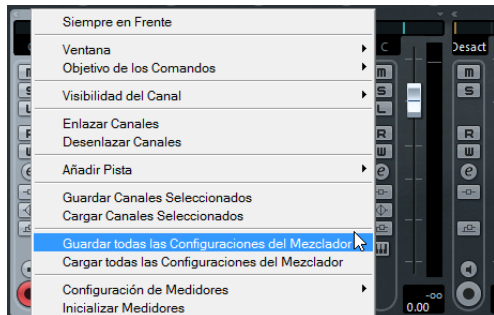 Siempre en Frente
Ventana
Objetivo de los Comandos
Visibilidad del Canal
Enlazar Canales
Desenlazar Canales
Añadir Pista
Guardar Canales Seleccionados
Cargar Canales Seleccionados
Guardar todas las Configuraciones del Mezclador
Cargar todas las Configuraciones del Mezclador
Configuración de Medidores
Inicializar Medidores
C
Desact
m
m
S
S
L
R
R
W
W
e
e
-oo
0.00